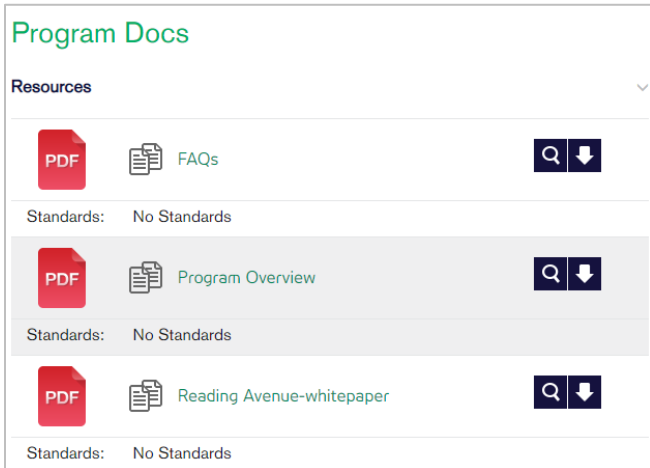 Program Docs
Resources
PDF FAQs
Standards: No Standards
PDF Program Overview
Standards: No Standards
PDF Reading Avenue-whitepaper
Standards: No Standards